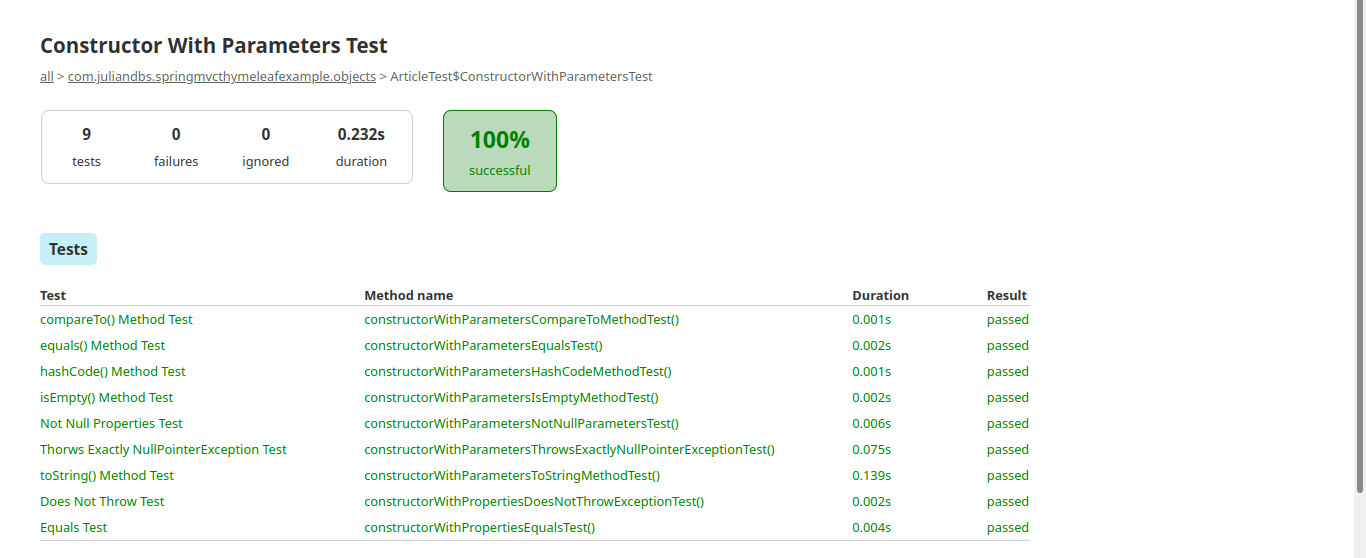 Constructor With Parameters Test
all > com.juliandbs.springmvcthymeleafexample.objects > ArticleTest$ConstructorWithParametersTest
9 0 0 0.232s
tests failures ignored duration
100%
successful
Tests
Test Method name Duration Result
compareTo() Method Test constructorWithParametersCompareToMethodTest() 0.001s passed
equals() Method Test constructorWithParametersEqualsTest() 0.002s passed
hashCode() Method Test constructorWithParametersHashCodeMethodTest() 0.001s passed
isEmpty() Method Test constructorWithParametersIsEmptyMethodTest() 0.002s passed
Not Null Properties Test constructorWithParametersNotNullParametersTest() 0.006s passed
Thorws Exactly NullPointerException Test constructorWithParametersThrowsExactlyNullPointerExceptionTest() 0.075s passed
toString() Method Test constructorWithParametersToStringMethodTest() 0.139s passed
Does Not Throw Test constructorWithPropertiesDoesNotThrowExceptionTest() 0.002s passed
Equals Test constructorWithPropertiesEqualsTest() 0.004s passed